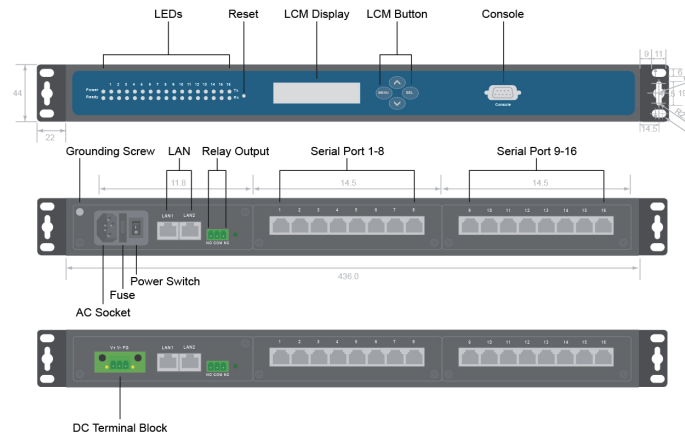 LEDs Reset LCM Display LCM Button Console
9 11
1 2 3 4 5 6 7 8 9 10 11 12 13 14 15 16
Power Tx
Ready Rx
MENU SEL
Console
44
22
14.5
Grounding Screw LAN Relay Output Serial Port 1-8 Serial Port 9-16
11.8 14.5 14.5
LAN1 LAN2
1 2 3 4 5 6 7 8 9 10 11 12 13 14 15 16
NO COM NC
436.0
Power Switch
Fuse
AC Socket
V+ V- FG LAN1 LAN2
1 2 3 4 5 6 7 8 9 10 11 12 13 14 15 16
NO COM NC
DC Terminal Block